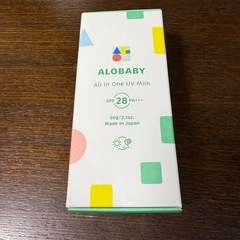 ALOBABY
All in One UV Milk
SPF 28 PA+++
60g/2.1oz.
Made in Japan